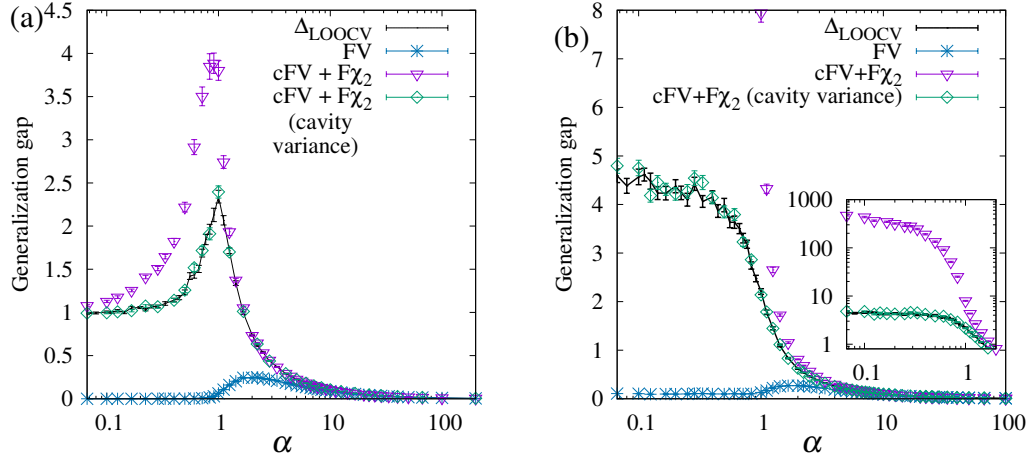 (a)
Δ_LOOCV
FV
cFV + Fχ₂
cFV + Fχ₂
(cavity
variance)
4.5
4
3.5
3
2.5
2
1.5
1
0.5
0
Generalization gap
0.1
1
10
100
α
(b)
Δ_LOOCV
FV
cFV+Fχ₂
cFV+Fχ₂ (cavity variance)
8
7
6
5
4
3
2
1
0
Generalization gap
0.1
1
10
100
α
1000
100
10
1
0.1
1